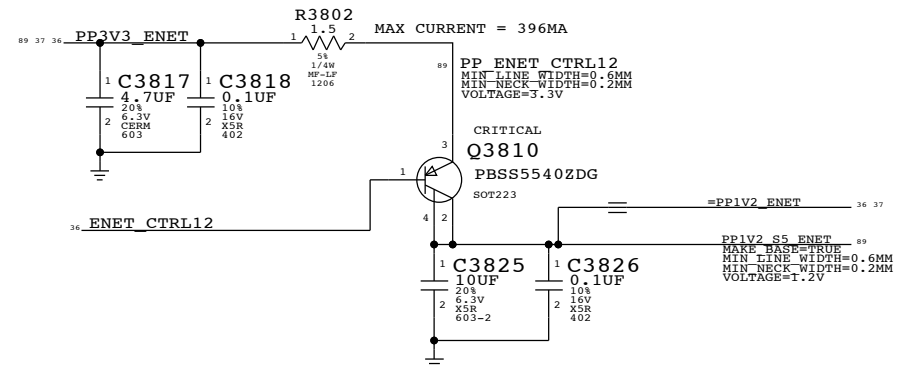 R3802
1.5
MAX CURRENT = 396MA
89 37 36
PP3V3_ENET
1
2
5%
1/4W
MF-LF
1206
89
PP_ENET_CTRL12
MIN_LINE_WIDTH=0.6MM
MIN_NECK_WIDTH=0.2MM
VOLTAGE=3.3V
1
C3817
4.7UF
20%
6.3V
CERM
603
2
1
C3818
0.1UF
10%
16V
X5R
402
2
CRITICAL
3
Q3810
1
PBSS5540ZDG
SOT223
4
2
36
ENET_CTRL12
=PP1V2_ENET
36 37
PP1V2_S5_ENET
89
MAKE_BASE=TRUE
MIN_LINE_WIDTH=0.6MM
MIN_NECK_WIDTH=0.2MM
VOLTAGE=1.2V
1
C3825
10UF
20%
6.3V
X5R
603-2
2
1
C3826
0.1UF
10%
16V
X5R
402
2